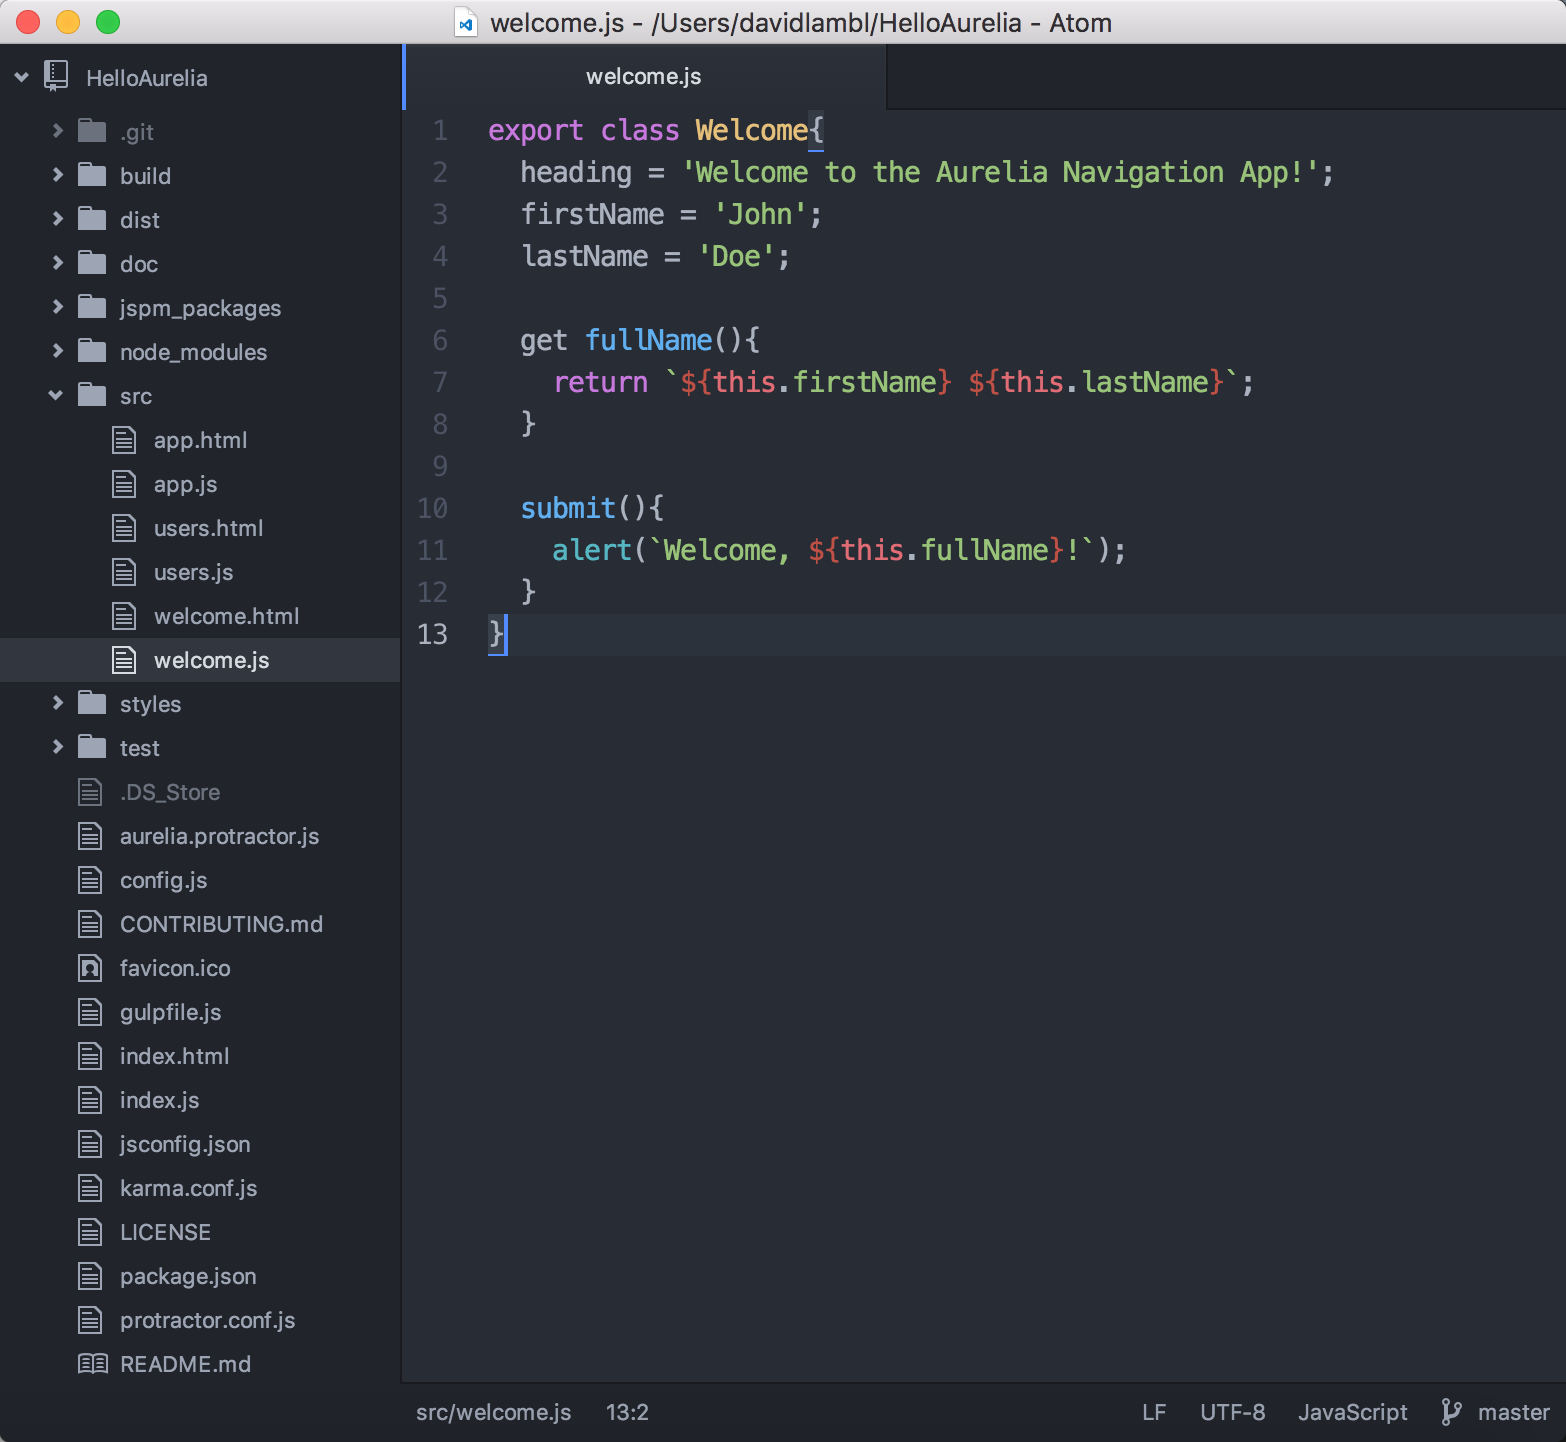 welcome.js - /Users/davidlambl/HelloAurelia - Atom
HelloAurelia
.git
build
dist
doc
jspm_packages
node_modules
src
app.html
app.js
users.html
users.js
welcome.html
welcome.js
styles
test
.DS_Store
aurelia.protractor.js
config.js
CONTRIBUTING.md
favicon.ico
gulpfile.js
index.html
index.js
jsconfig.json
karma.conf.js
LICENSE
package.json
protractor.conf.js
README.md
welcome.js
1 export class Welcome{
2   heading = 'Welcome to the Aurelia Navigation App!';
3   firstName = 'John';
4   lastName = 'Doe';
5
6   get fullName(){
7     return `${this.firstName} ${this.lastName}`;
8   }
9
10   submit(){
11     alert(`Welcome, ${this.fullName}!`);
12   }
13 }
src/welcome.js 13:2 LF UTF-8 JavaScript master